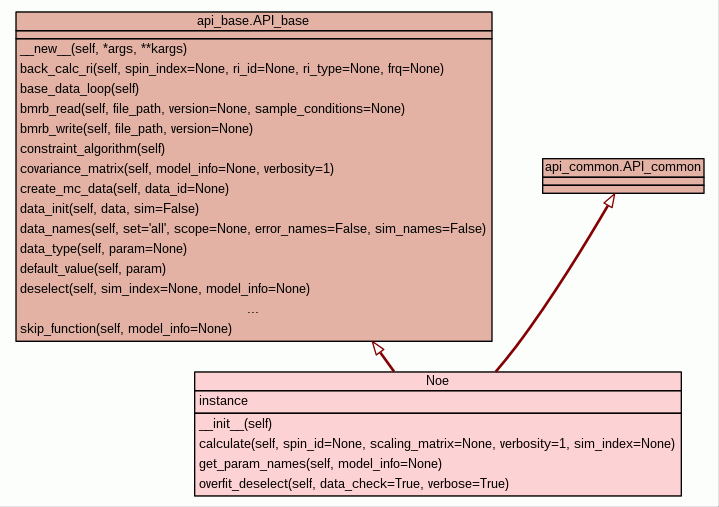 api_base.API_base
__new__(self, *args, **kargs)
back_calc_ri(self, spin_index=None, ri_id=None, ri_type=None, frq=None)
base_data_loop(self)
bmrb_read(self, file_path, version=None, sample_conditions=None)
bmrb_write(self, file_path, version=None)
constraint_algorithm(self)
covariance_matrix(self, model_info=None, verbosity=1)
create_mc_data(self, data_id=None)
data_init(self, data, sim=False)
data_names(self, set='all', scope=None, error_names=False, sim_names=False)
data_type(self, param=None)
default_value(self, param)
deselect(self, sim_index=None, model_info=None)
...
skip_function(self, model_info=None)
api_common.API_common
Noe
instance
__init__(self)
calculate(self, spin_id=None, scaling_matrix=None, verbosity=1, sim_index=None)
get_param_names(self, model_info=None)
overfit_deselect(self, data_check=True, verbose=True)